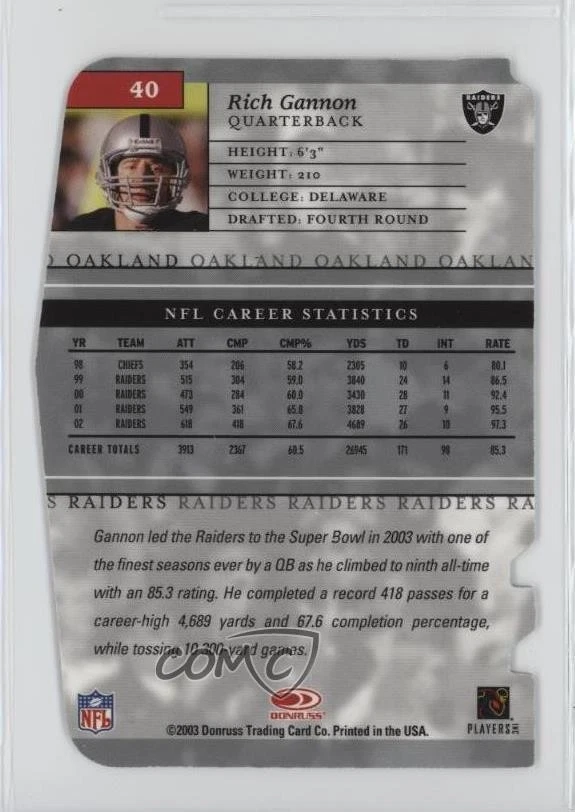 40
Rich Gannon
QUARTERBACK
RAIDERS
HEIGHT: 6'3"
WEIGHT: 210
COLLEGE: DELAWARE
DRAFTED: FOURTH ROUND
D OAKLAND OAKLAND OAKLAND OAKLAN
NFL CAREER STATISTICS
YR TEAM ATT CMP CMP% YDS TD INT RATE
98 CHIEFS 354 206 58.2 2305 10 6 80.1
99 RAIDERS 515 304 59.0 3840 24 14 86.5
00 RAIDERS 473 284 60.0 3430 28 11 92.4
01 RAIDERS 549 361 65.8 3828 27 9 95.5
02 RAIDERS 618 418 67.6 4689 26 10 97.3
CAREER TOTALS 3913 2367 60.5 26945 171 98 85.3
S RAIDERS RAIDERS RAIDERS RAIDERS RA
Gannon led the Raiders to the Super Bowl in 2003 with one of
the finest seasons ever by a QB as he climbed to ninth all-time
with an 85.3 rating. He completed a record 418 passes for a
career-high 4,689 yards and 67.6 completion percentage,
while tossing 10 300-yard games.
COMC
NFL
DONRUSS
PLAYERS INC
©2003 Donruss Trading Card Co. Printed in the USA.